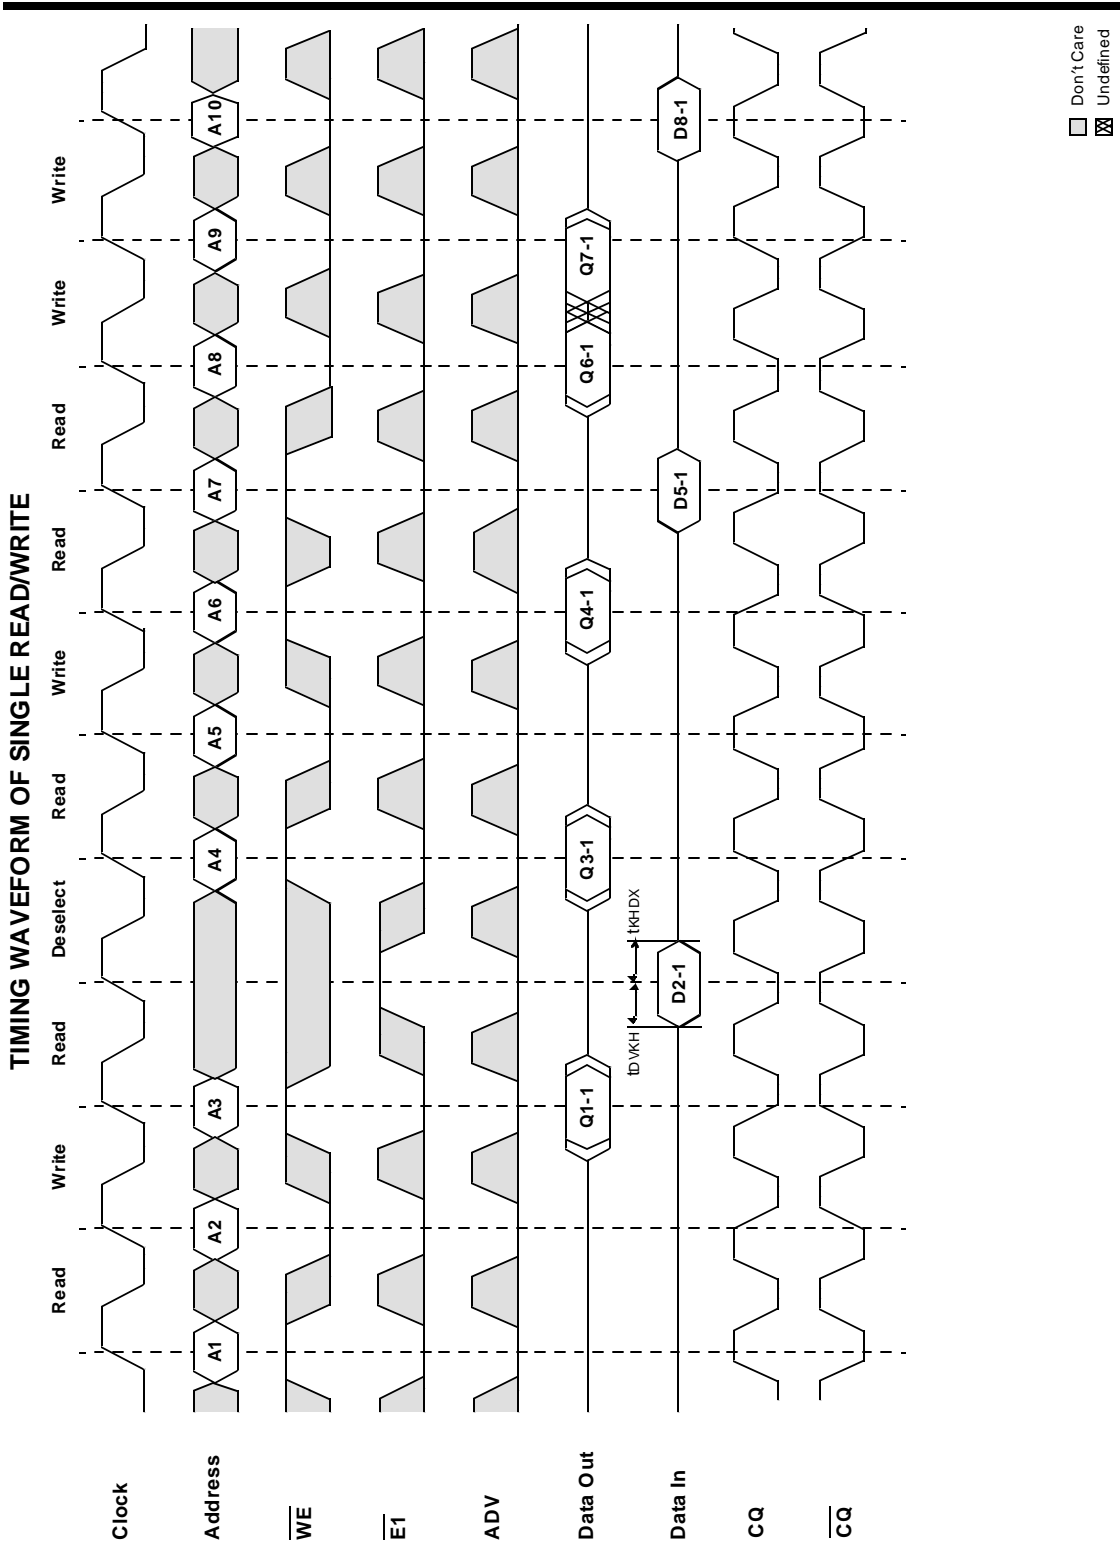 TIMING WAVEFORM OF SINGLE READ/WRITE
Read Write Read Deselect Read Write Read Read Write Write
Clock
Address A1 A2 A3 A4 A5 A6 A7 A8 A9 A10
WE
E1
ADV
Data Out Q1-1 Q3-1 Q4-1 Q6-1 Q7-1
tDVKH tKHDX
Data In D2-1 D5-1 D8-1
CQ
CQ
Don't Care
Undefined